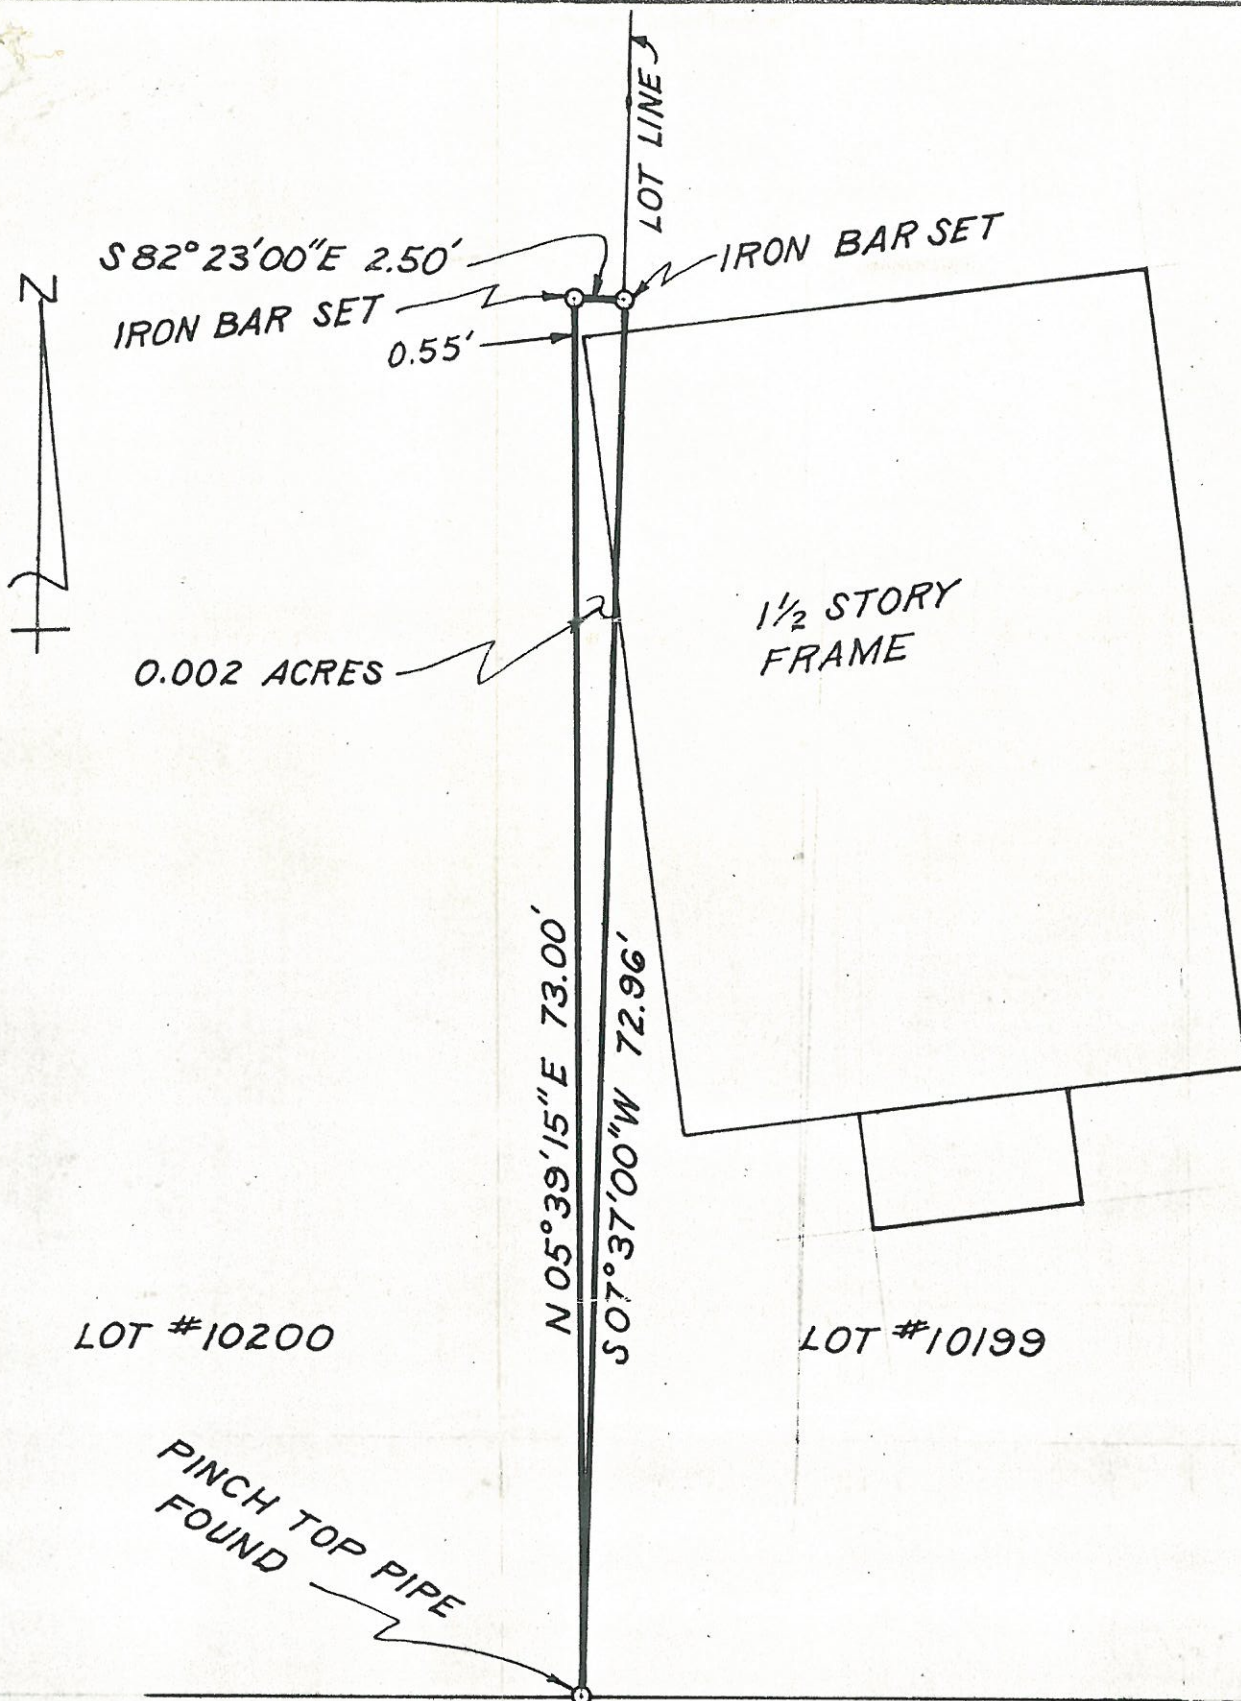 LOT LINE
S 82° 23' 00" E 2.50'
IRON BAR SET
IRON BAR SET
0.55'
N
1½ STORY
FRAME
0.002 ACRES
N 05° 39' 15" E 73.00'
S 07° 37' 00" W 72.96'
LOT #10200
LOT #10199
PINCH TOP PIPE
FOUND